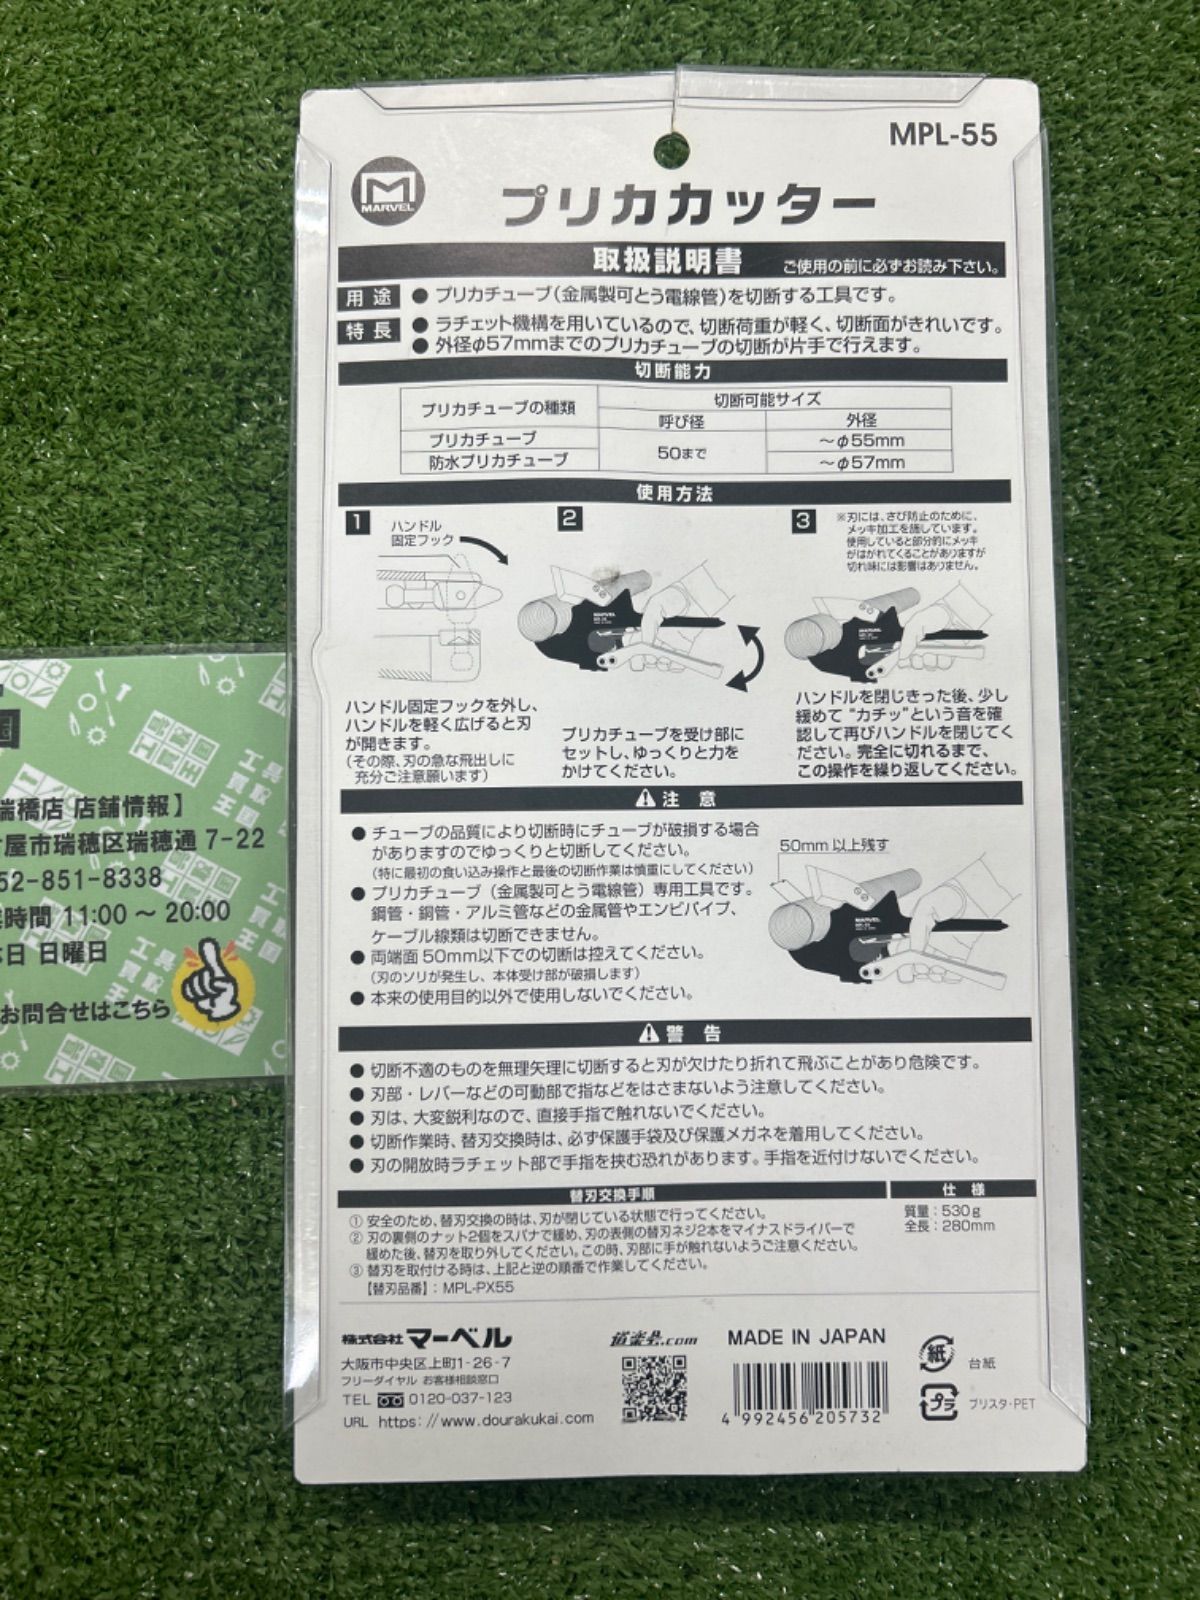 MPL-55
MARVEL
プリカカッター
取扱説明書 ご使用の前に必ずお読み下さい。
用途 ● プリカチューブ(金属製可とう電線管)を切断する工具です。
特長 ● ラチェット機構を用いているので、切断荷重が軽く、切断面がきれいです。
● 外径φ57mmまでのプリカチューブの切断が片手で行えます。
切断能力
プリカチューブの種類 切断可能サイズ
呼び径 外径
プリカチューブ 50まで ～φ55mm
防水プリカチューブ ～φ57mm
使用方法
1 ハンドル
固定フック
ハンドル固定フックを外し、
ハンドルを軽く広げると刃
が開きます。
(その際、刃の急な飛出しに
充分ご注意願います)
2
MARVEL
プリカチューブを受け部に
セットし、ゆっくりと力を
かけてください。
3 ※刃には、さび防止のために、
メッキ加工を施しています。
使用していると部分的にメッキ
がはがれてくることがありますが
切れ味には影響はありません。
MARVEL
ハンドルを閉じきった後、少し
緩めて “カチッ”という音を確
認して再びハンドルを閉じてく
ださい。完全に切れるまで、
この操作を繰り返してください。
注意
● チューブの品質により切断時にチューブが破損する場合
がありますのでゆっくりと切断してください。
(特に最初の食い込み操作と最後の切断作業は慎重にしてください)
● プリカチューブ(金属製可とう電線管)専用工具です。
鋼管・銅管・アルミ管などの金属管やエンビパイプ、
ケーブル線類は切断できません。
● 両端面50mm以下での切断は控えてください。
(刃のソリが発生し、本体受け部が破損します)
● 本来の使用目的以外で使用しないでください。
50mm以上残す
MARVEL
警告
● 切断不適のものを無理矢理に切断すると刃が欠けたり折れて飛ぶことがあり危険です。
● 刃部・レバーなどの可動部で指などをはさまないよう注意してください。
● 刃は、大変鋭利なので、直接手指で触れないでください。
● 切断作業時、替刃交換時は、必ず保護手袋及び保護メガネを着用してください。
● 刃の開放時ラチェット部で手指を挟む恐れがあります。手指を近付けないでください。
替刃交換手順
① 安全のため、替刃交換の時は、刃が閉じている状態で行ってください。
② 刃の裏側のナット2個をスパナで緩め、刃の表側の替刃ネジ2本をマイナスドライバーで
緩めた後、替刃を取り外してください。この時、刃部に手が触れないようご注意ください。
③ 替刃を取付ける時は、上記と逆の順番で作業してください。
【替刃品番】：MPL-PX55
仕様
質量：530g
全長：280mm
株式会社マーベル
大阪市中央区上町1-26-7
フリーダイヤル お客様相談窓口
TEL 0120-037-123
URL https://www.dourakukai.com
道楽会.com
MADE IN JAPAN
4 992456 205732
紙 台紙
プラ ブリスタ・PET
国
瑞橋店 店舗情報】
屋市瑞穂区瑞穂通 7-22
52-851-8338
業時間 11:00 ～ 20:00
休日 日曜日
お問合せはこちら
工具買取王国
工具買取王国
工具買取王国